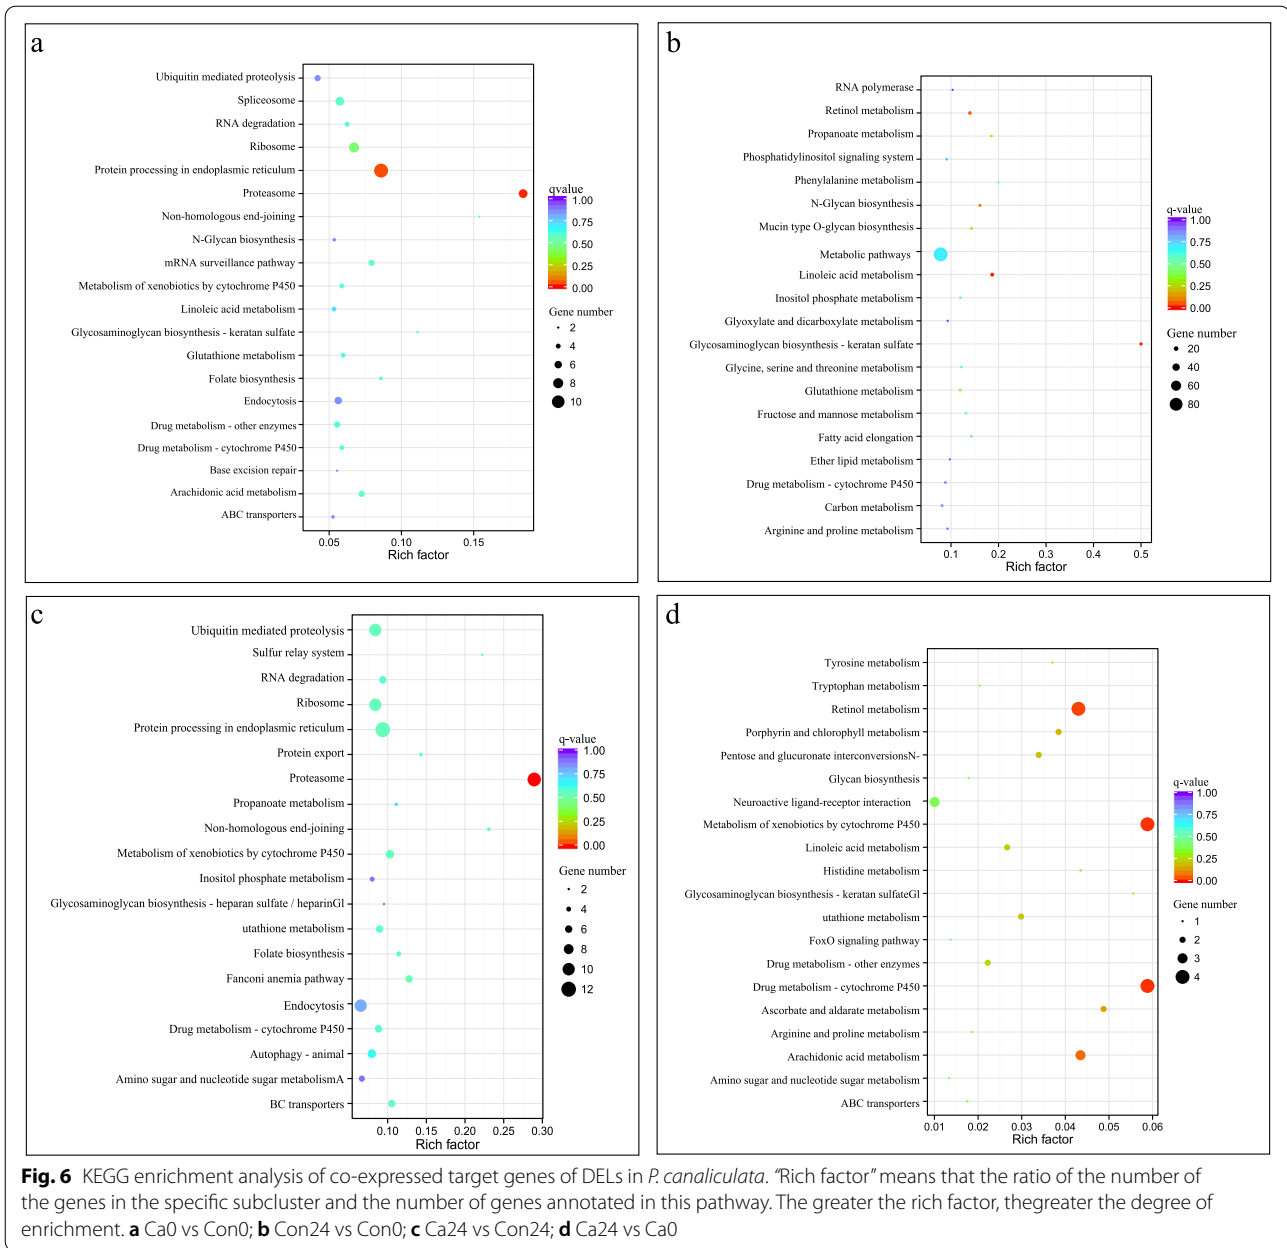 a
Ubiquitin mediated proteolysis
Spliceosome
RNA degradation
Ribosome
Protein processing in endoplasmic reticulum
Proteasome
Non-homologous end-joining
N-Glycan biosynthesis
mRNA surveillance pathway
Metabolism of xenobiotics by cytochrome P450
Linoleic acid metabolism
Glycosaminoglycan biosynthesis - keratan sulfate
Glutathione metabolism
Folate biosynthesis
Endocytosis
Drug metabolism - other enzymes
Drug metabolism - cytochrome P450
Base excision repair
Arachidonic acid metabolism
ABC transporters
0.05 0.10 0.15
Rich factor
qvalue
1.00
0.75
0.50
0.25
0.00
Gene number
2
4
6
8
10
b
RNA polymerase
Retinol metabolism
Propanoate metabolism
Phosphatidylinositol signaling system
Phenylalanine metabolism
N-Glycan biosynthesis
Mucin type O-glycan biosynthesis
Metabolic pathways
Linoleic acid metabolism
Inositol phosphate metabolism
Glyoxylate and dicarboxylate metabolism
Glycosaminoglycan biosynthesis - keratan sulfate
Glycine, serine and threonine metabolism
Glutathione metabolism
Fructose and mannose metabolism
Fatty acid elongation
Ether lipid metabolism
Drug metabolism - cytochrome P450
Carbon metabolism
Arginine and proline metabolism
0.1 0.2 0.3 0.4 0.5
Rich factor
q-value
1.00
0.75
0.50
0.25
0.00
Gene number
20
40
60
80
c
Ubiquitin mediated proteolysis
Sulfur relay system
RNA degradation
Ribosome
Protein processing in endoplasmic reticulum
Protein export
Proteasome
Propanoate metabolism
Non-homologous end-joining
Metabolism of xenobiotics by cytochrome P450
Inositol phosphate metabolism
Glycosaminoglycan biosynthesis - heparan sulfate / heparinGl
utathione metabolism
Folate biosynthesis
Fanconi anemia pathway
Endocytosis
Drug metabolism - cytochrome P450
Autophagy - animal
Amino sugar and nucleotide sugar metabolismA
BC transporters
0.10 0.15 0.20 0.25 0.30
Rich factor
q-value
1.00
0.75
0.50
0.25
0.00
Gene number
2
4
6
8
10
12
d
Tyrosine metabolism
Tryptophan metabolism
Retinol metabolism
Porphyrin and chlorophyll metabolism
Pentose and glucuronate interconversionsN-
Glycan biosynthesis
Neuroactive ligand-receptor interaction
Metabolism of xenobiotics by cytochrome P450
Linoleic acid metabolism
Histidine metabolism
Glycosaminoglycan biosynthesis - keratan sulfateGl
utathione metabolism
FoxO signaling pathway
Drug metabolism - other enzymes
Drug metabolism - cytochrome P450
Ascorbate and aldarate metabolism
Arginine and proline metabolism
Arachidonic acid metabolism
Amino sugar and nucleotide sugar metabolism
ABC transporters
0.01 0.02 0.03 0.04 0.05 0.06
Rich factor
q-value
1.00
0.75
0.50
0.25
0.00
Gene number
1
2
3
4
Fig. 6 KEGG enrichment analysis of co-expressed target genes of DELs in P. canaliculata. "Rich factor" means that the ratio of the number of
the genes in the specific subcluster and the number of genes annotated in this pathway. The greater the rich factor, thegreater the degree of
enrichment. a Ca0 vs Con0; b Con24 vs Con0; c Ca24 vs Con24; d Ca24 vs Ca0